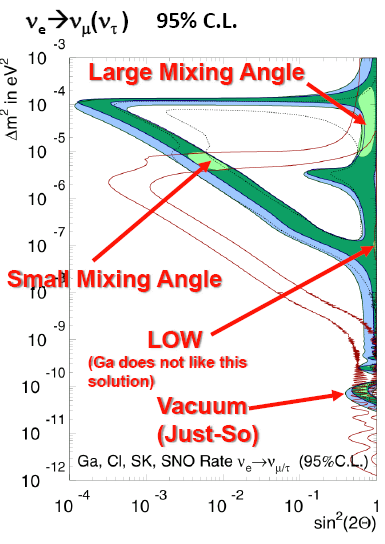 νe→νμ(ντ) 95% C.L.
Δm² in eV²
10 -3
10 -4
10 -5
10 -6
10 -7
10 -8
10 -9
10 -10
10 -11
10 -12
Large Mixing Angle
Small Mixing Angle
LOW
(Ga does not like this
solution)
Vacuum
(Just-So)
Ga, Cl, SK, SNO Rate νe→νμ/τ (95%C.L.)
10 -4 10 -3 10 -2 10 -1 1
sin²(2Θ)